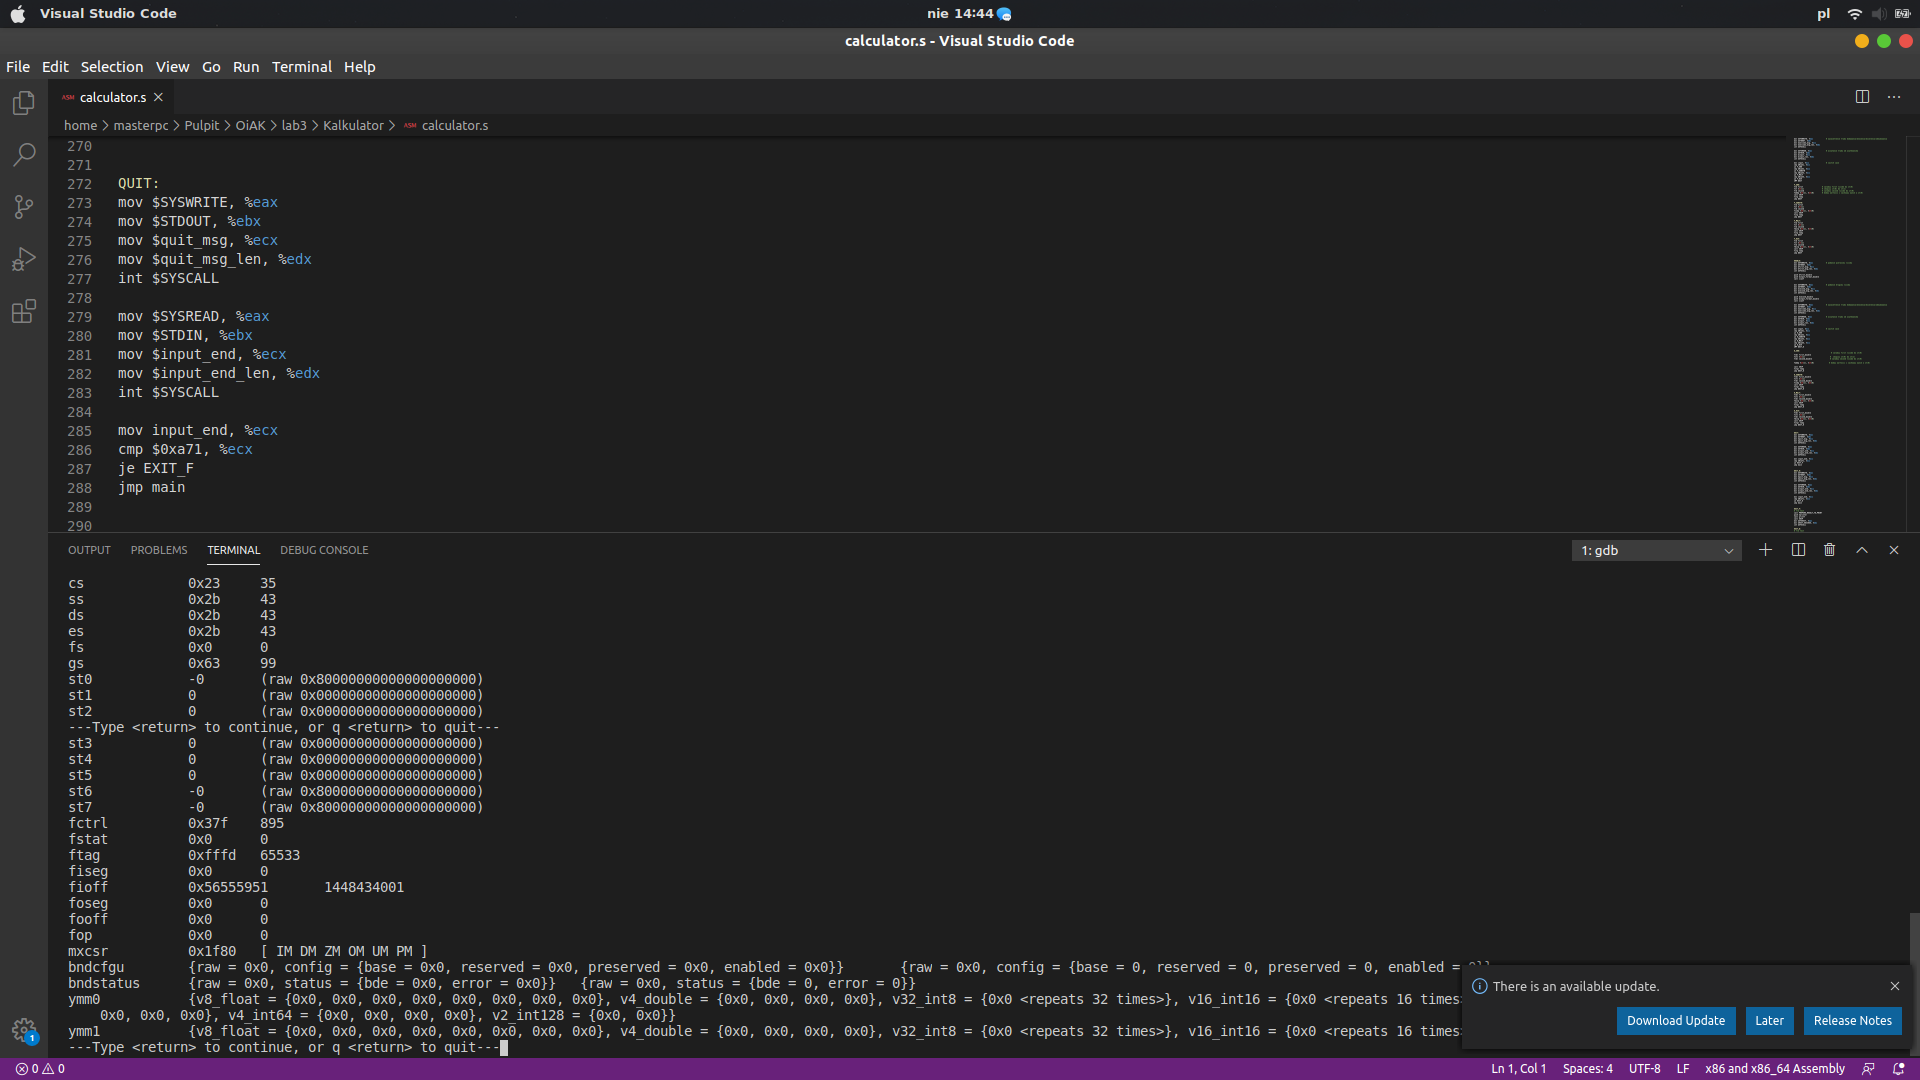 Visual Studio Code
nie 14:44
pl
calculator.s - Visual Studio Code
File Edit Selection View Go Run Terminal Help
ASM calculator.s
home > masterpc > Pulpit > OiAK > lab3 > Kalkulator > ASM calculator.s
270
271
272 QUIT:
273 mov $SYSWRITE, %eax
274 mov $STDOUT, %ebx
275 mov $quit_msg, %ecx
276 mov $quit_msg_len, %edx
277 int $SYSCALL
278
279 mov $SYSREAD, %eax
280 mov $STDIN, %ebx
281 mov $input_end, %ecx
282 mov $input_end_len, %edx
283 int $SYSCALL
284
285 mov input_end, %ecx
286 cmp $0xa71, %ecx
287 je EXIT_F
288 jmp main
289
290
OUTPUT PROBLEMS TERMINAL DEBUG CONSOLE
1: gdb
cs 0x23 35
ss 0x2b 43
ds 0x2b 43
es 0x2b 43
fs 0x0 0
gs 0x63 99
st0 -0 (raw 0x80000000000000000000)
st1 0 (raw 0x00000000000000000000)
st2 0 (raw 0x00000000000000000000)
---Type <return> to continue, or q <return> to quit---
st3 0 (raw 0x00000000000000000000)
st4 0 (raw 0x00000000000000000000)
st5 0 (raw 0x00000000000000000000)
st6 -0 (raw 0x80000000000000000000)
st7 -0 (raw 0x80000000000000000000)
fctrl 0x37f 895
fstat 0x0 0
ftag 0xfffd 65533
fiseg 0x0 0
fioff 0x56555951 1448434001
foseg 0x0 0
fooff 0x0 0
fop 0x0 0
mxcsr 0x1f80 [ IM DM ZM OM UM PM ]
bndcfgu {raw = 0x0, config = {base = 0x0, reserved = 0x0, preserved = 0x0, enabled = 0x0}} {raw = 0x0, config = {base = 0, reserved = 0, preserved = 0, enabled = 0}}
bndstatus {raw = 0x0, status = {bde = 0x0, error = 0x0}} {raw = 0x0, status = {bde = 0, error = 0}}
ymm0 {v8_float = {0x0, 0x0, 0x0, 0x0, 0x0, 0x0, 0x0, 0x0}, v4_double = {0x0, 0x0, 0x0, 0x0}, v32_int8 = {0x0 <repeats 32 times>}, v16_int16 = {0x0 <repeats 16 times>
0x0, 0x0, 0x0}, v4_int64 = {0x0, 0x0, 0x0, 0x0}, v2_int128 = {0x0, 0x0}}
ymm1 {v8_float = {0x0, 0x0, 0x0, 0x0, 0x0, 0x0, 0x0, 0x0}, v4_double = {0x0, 0x0, 0x0, 0x0}, v32_int8 = {0x0 <repeats 32 times>}, v16_int16 = {0x0 <repeats 16 times>
---Type <return> to continue, or q <return> to quit---
There is an available update.
Download Update Later Release Notes
1
0 0
Ln 1, Col 1 Spaces: 4 UTF-8 LF x86 and x86_64 Assembly